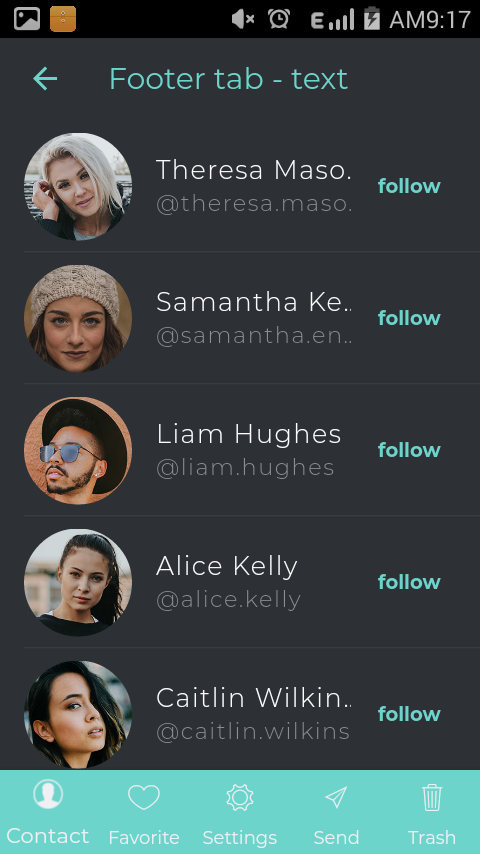 E AM9:17
Footer tab - text
Theresa Maso.
@theresa.maso.
follow
Samantha Ke..
@samantha.en..
follow
Liam Hughes
@liam.hughes
follow
Alice Kelly
@alice.kelly
follow
Caitlin Wilkin..
@caitlin.wilkins
follow
Contact Favorite Settings Send Trash